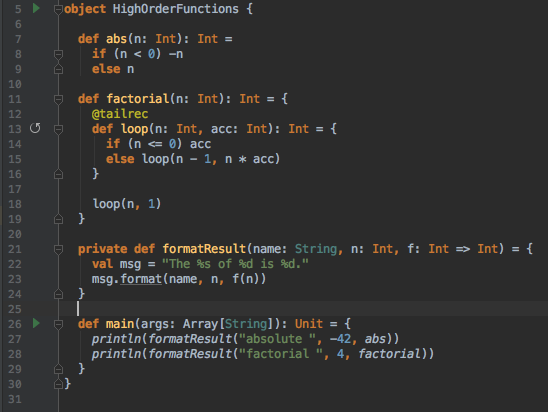 5 object HighOrderFunctions {
6
7   def abs(n: Int): Int =
8     if (n < 0) -n
9     else n
10
11   def factorial(n: Int): Int = {
12     @tailrec
13     def loop(n: Int, acc: Int): Int = {
14       if (n <= 0) acc
15       else loop(n - 1, n * acc)
16     }
17
18     loop(n, 1)
19   }
20
21   private def formatResult(name: String, n: Int, f: Int => Int) = {
22     val msg = "The %s of %d is %d."
23     msg.format(name, n, f(n))
24   }
25
26   def main(args: Array[String]): Unit = {
27     println(formatResult("absolute ", -42, abs))
28     println(formatResult("factorial ", 4, factorial))
29   }
30 }
31